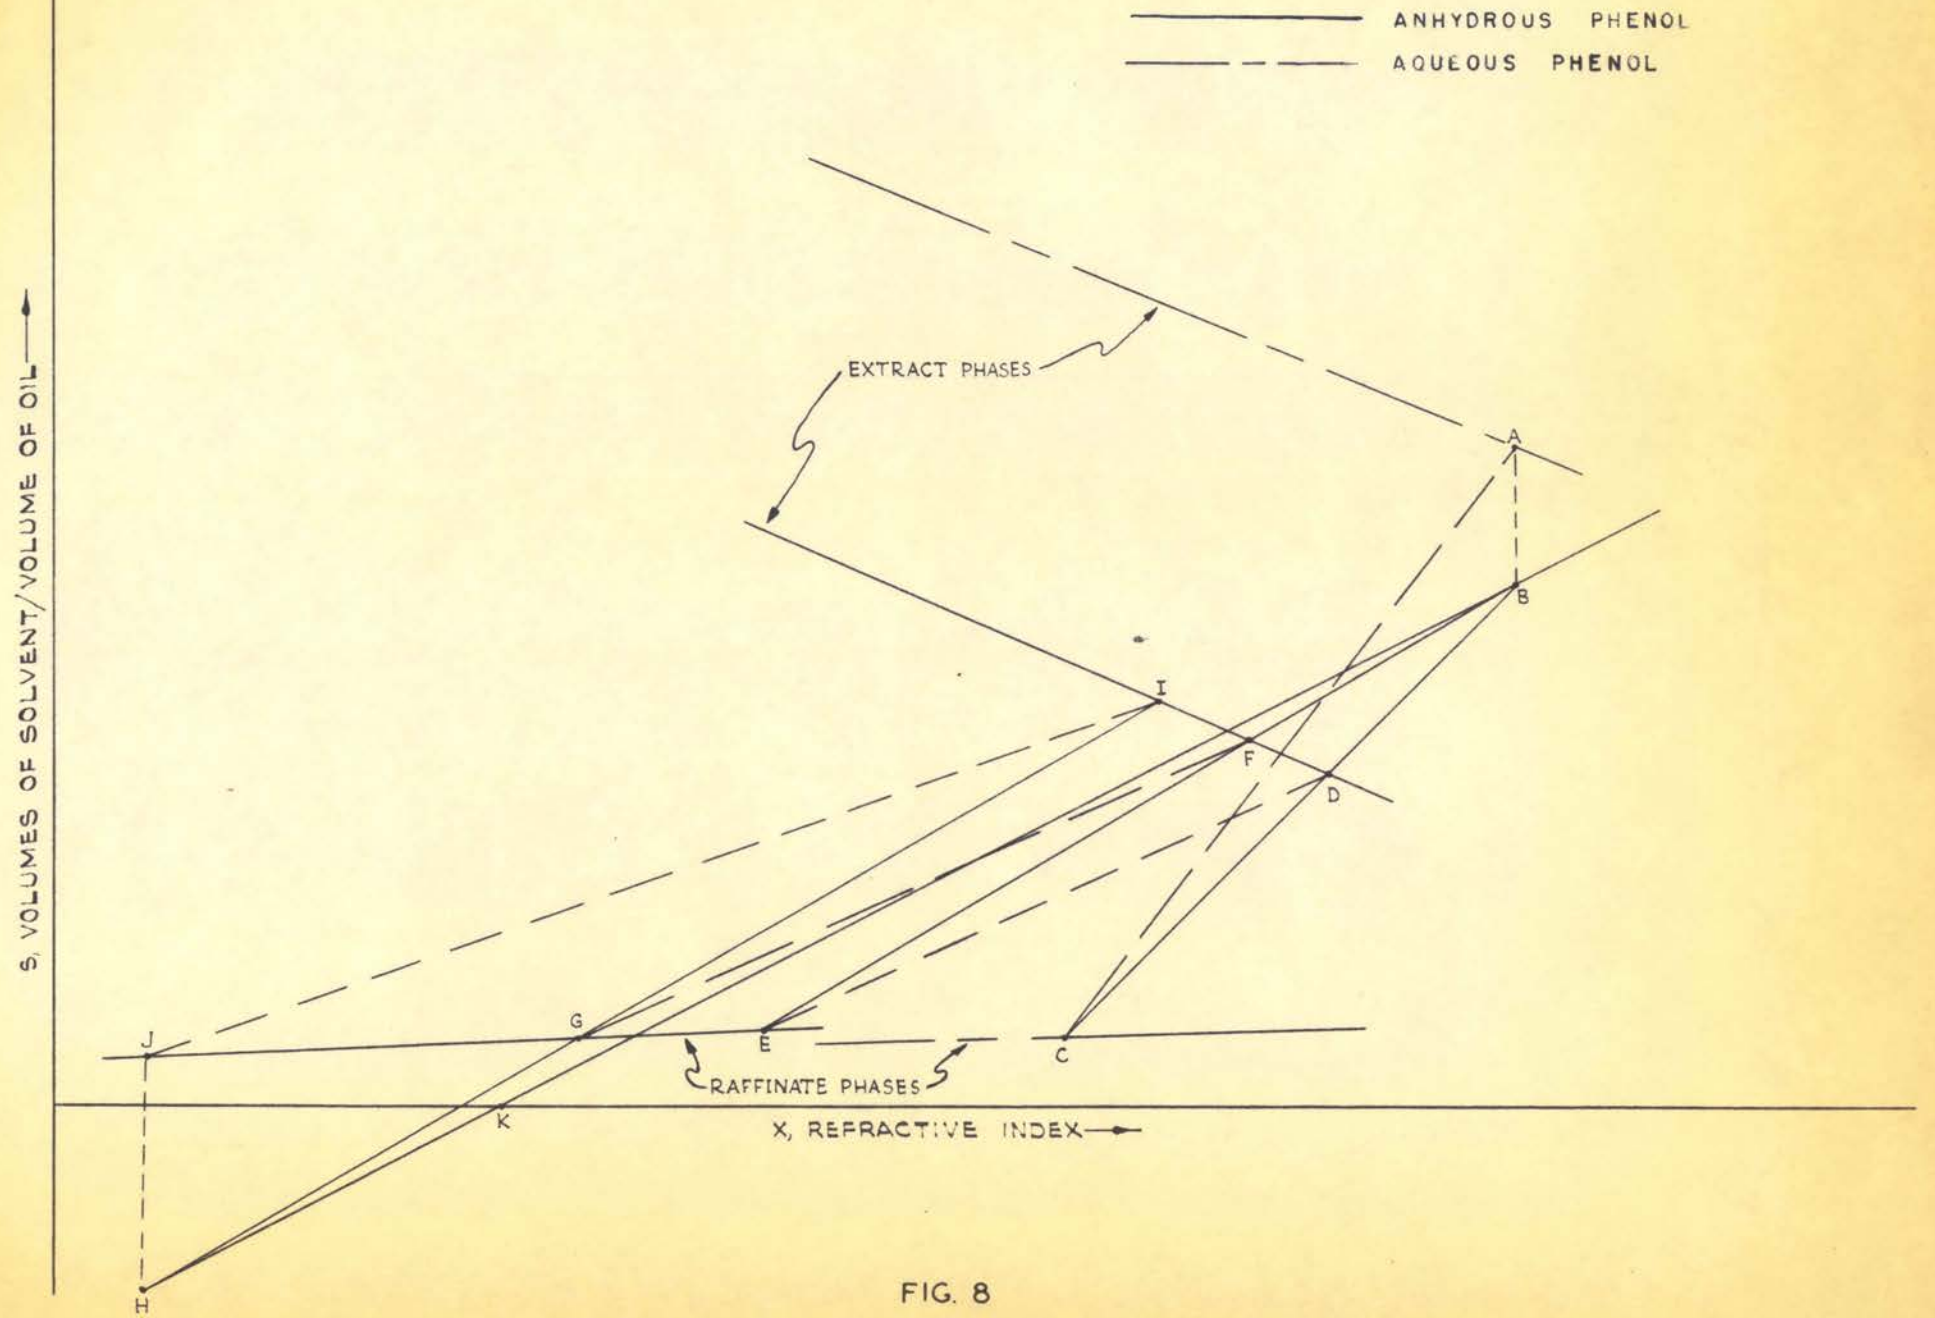 ANHYDROUS PHENOL
AQUEOUS PHENOL
S, VOLUMES OF SOLVENT/VOLUME OF OIL
EXTRACT PHASES
A
B
I
F
D
J
G
E
C
RAFFINATE PHASES
K
X, REFRACTIVE INDEX
H
FIG. 8